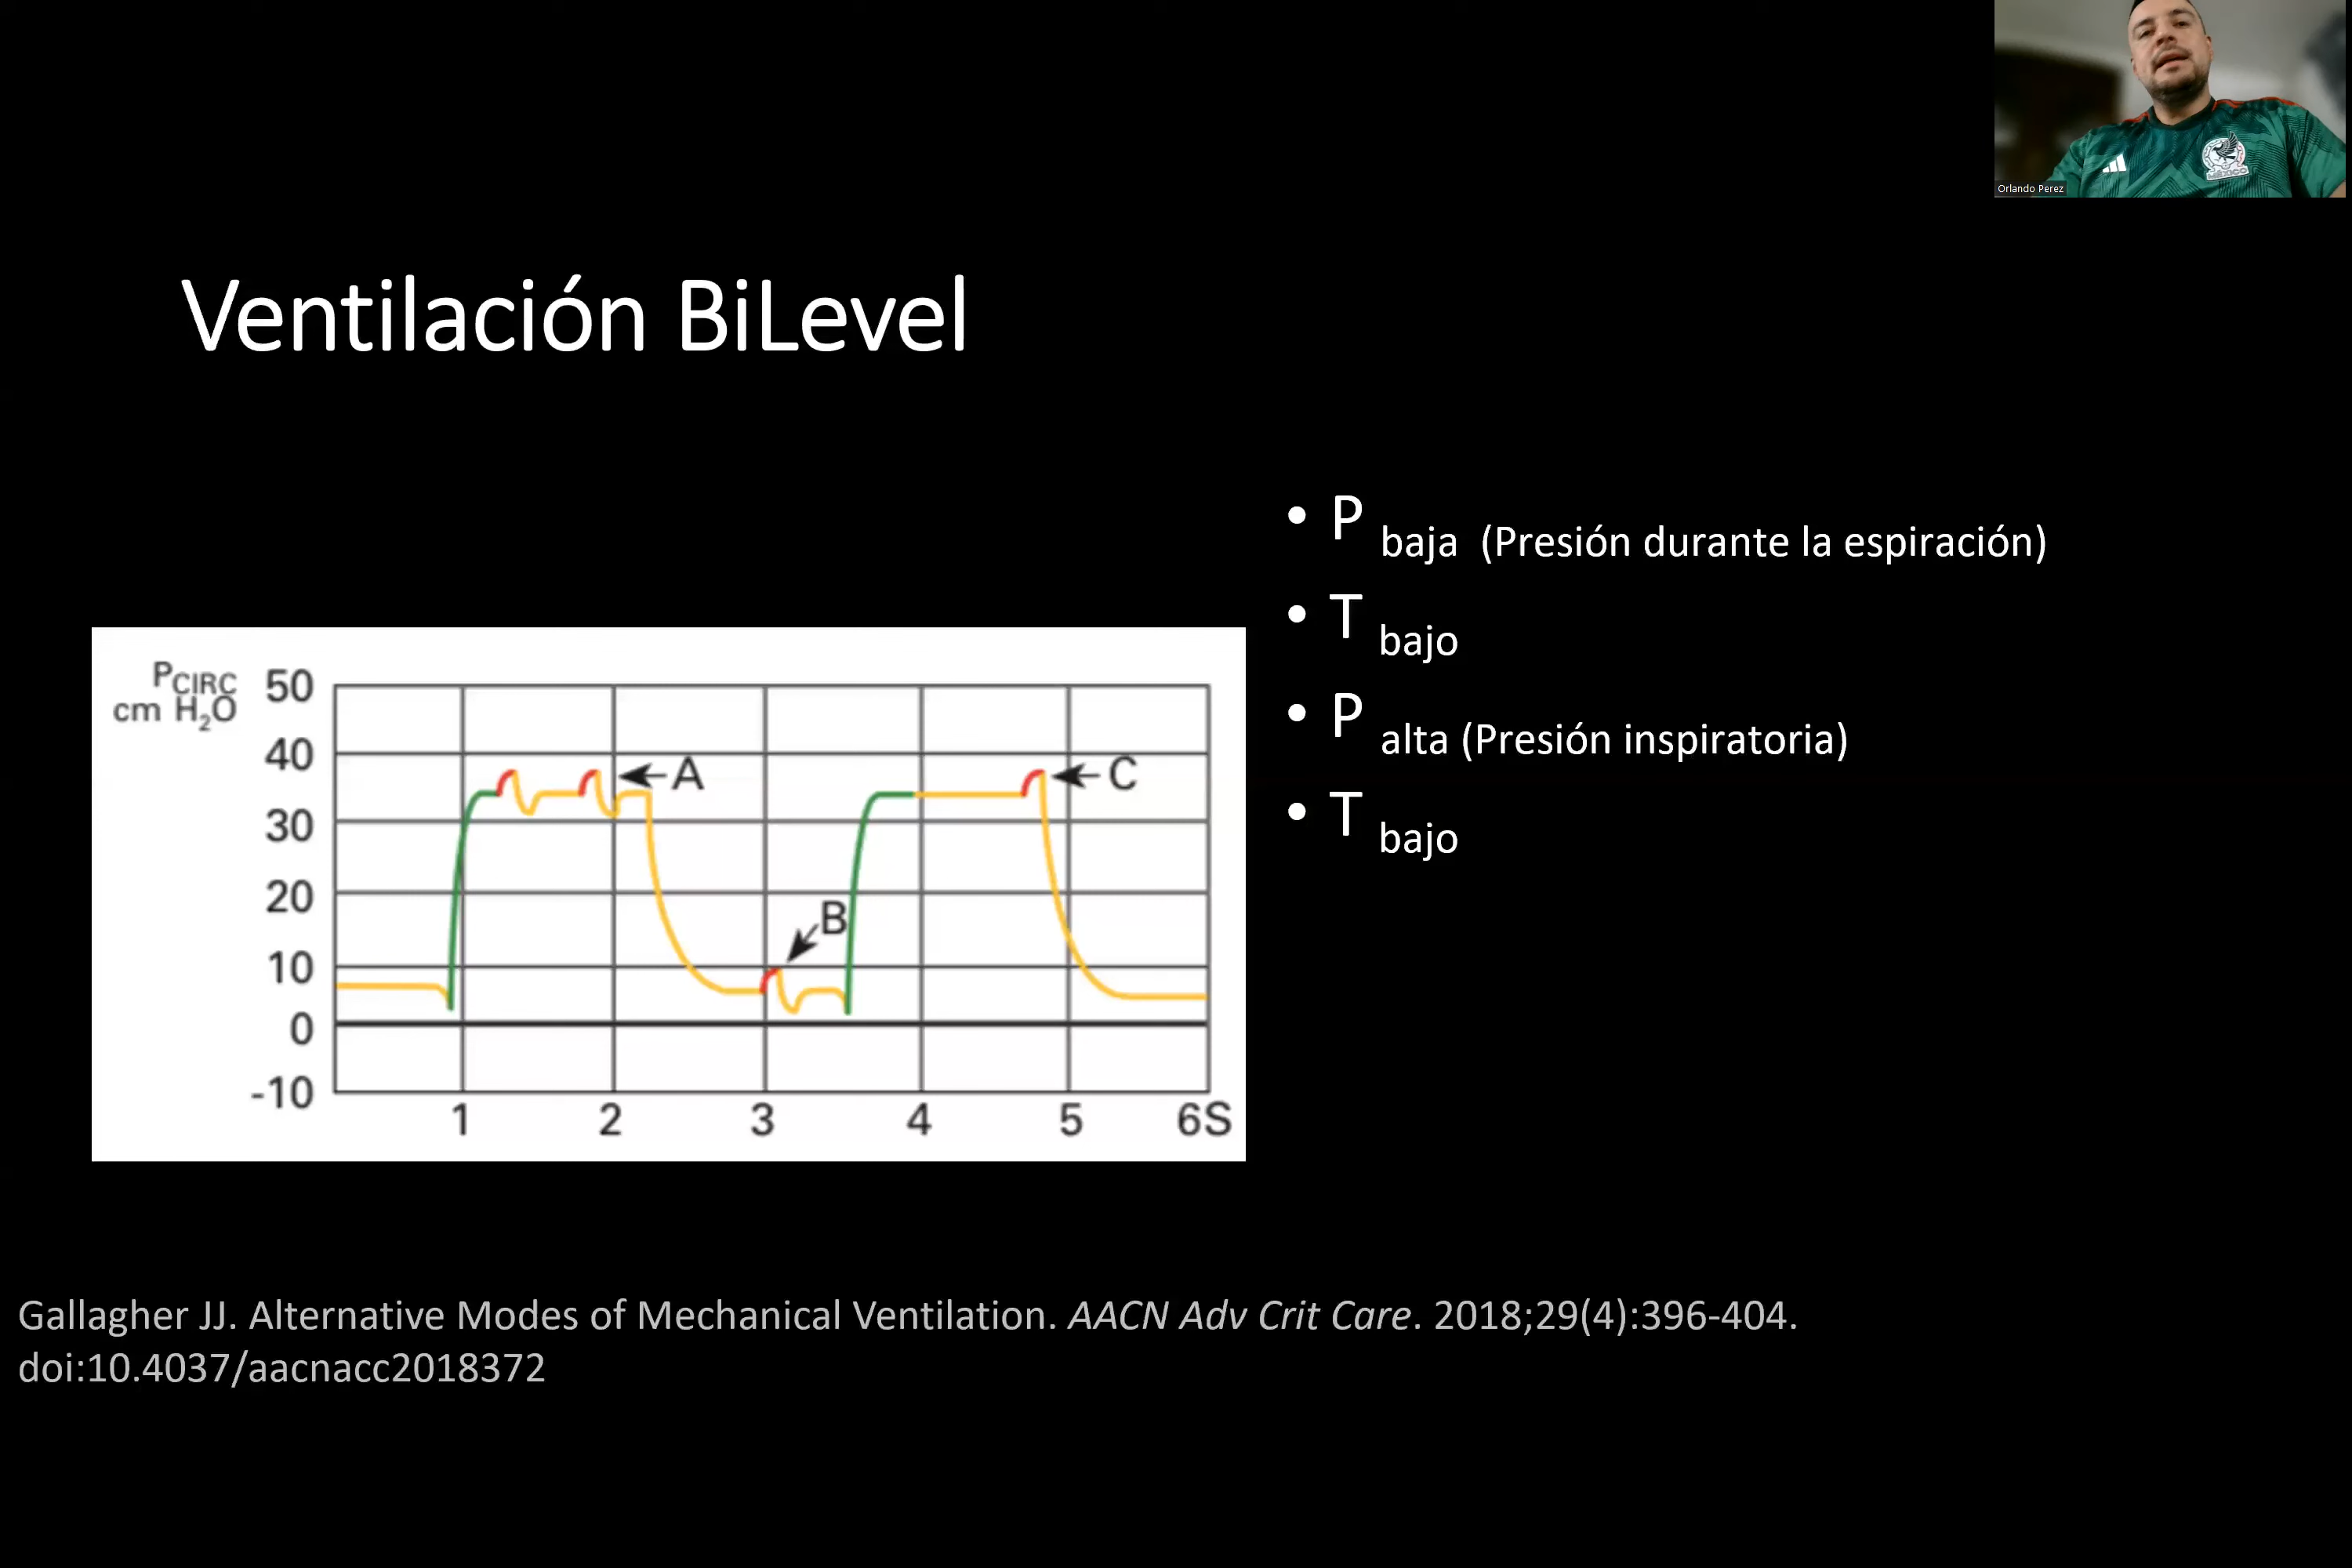 Orlando Perez
MÉXICO
Ventilación BiLevel
• P baja (Presión durante la espiración)
• T bajo
• P alta (Presión inspiratoria)
• T bajo
PCIRC
cm H₂O
50
40
30
20
10
0
-10
A
B
C
1 2 3 4 5 6S
Gallagher JJ. Alternative Modes of Mechanical Ventilation. AACN Adv Crit Care. 2018;29(4):396-404.
doi:10.4037/aacnacc2018372